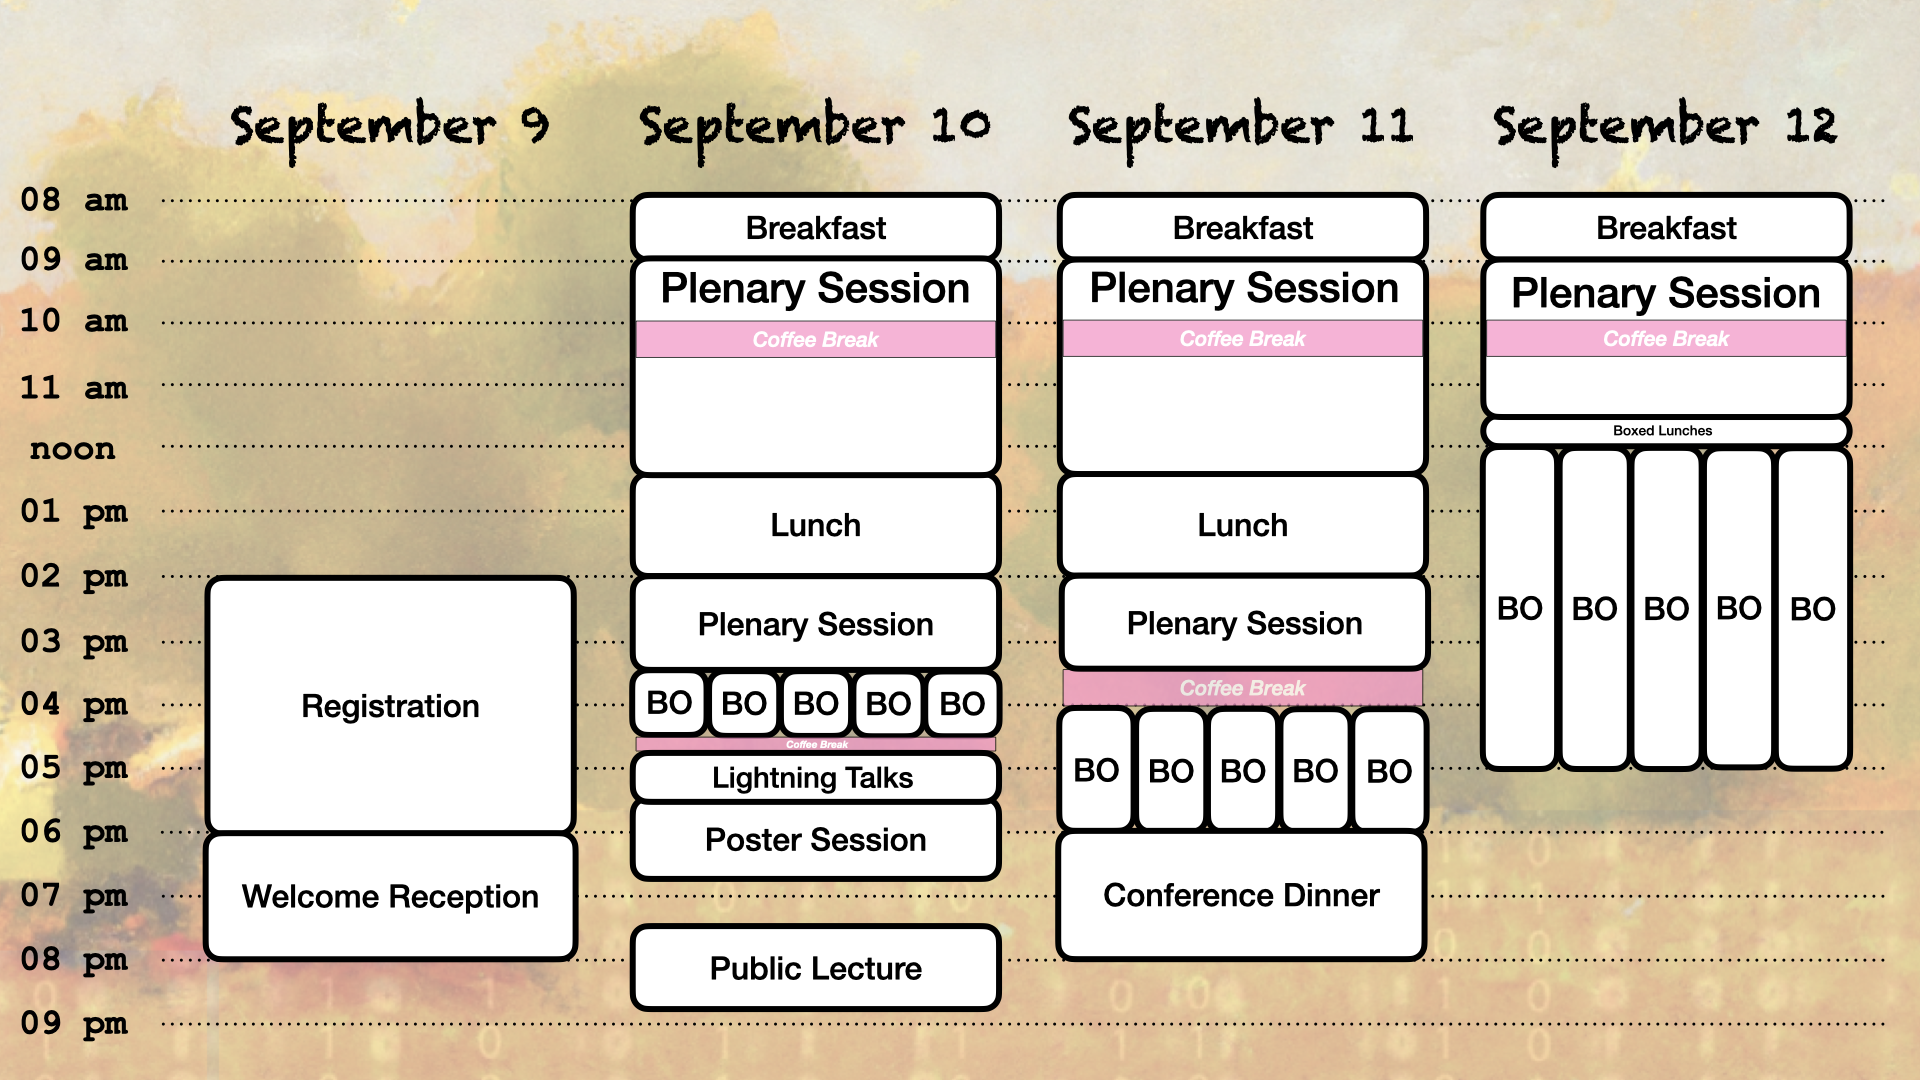 September 9
September 10
September 11
September 12
08 am
09 am
10 am
11 am
noon
01 pm
02 pm
03 pm
04 pm
05 pm
06 pm
07 pm
08 pm
09 pm
Registration
Welcome Reception
Breakfast
Plenary Session
Coffee Break
Lunch
Plenary Session
BO BO BO BO BO
Coffee Break
Lightning Talks
Poster Session
Public Lecture
Breakfast
Plenary Session
Coffee Break
Lunch
Plenary Session
Coffee Break
BO BO BO BO BO
Conference Dinner
Breakfast
Plenary Session
Coffee Break
Boxed Lunches
BO BO BO BO BO